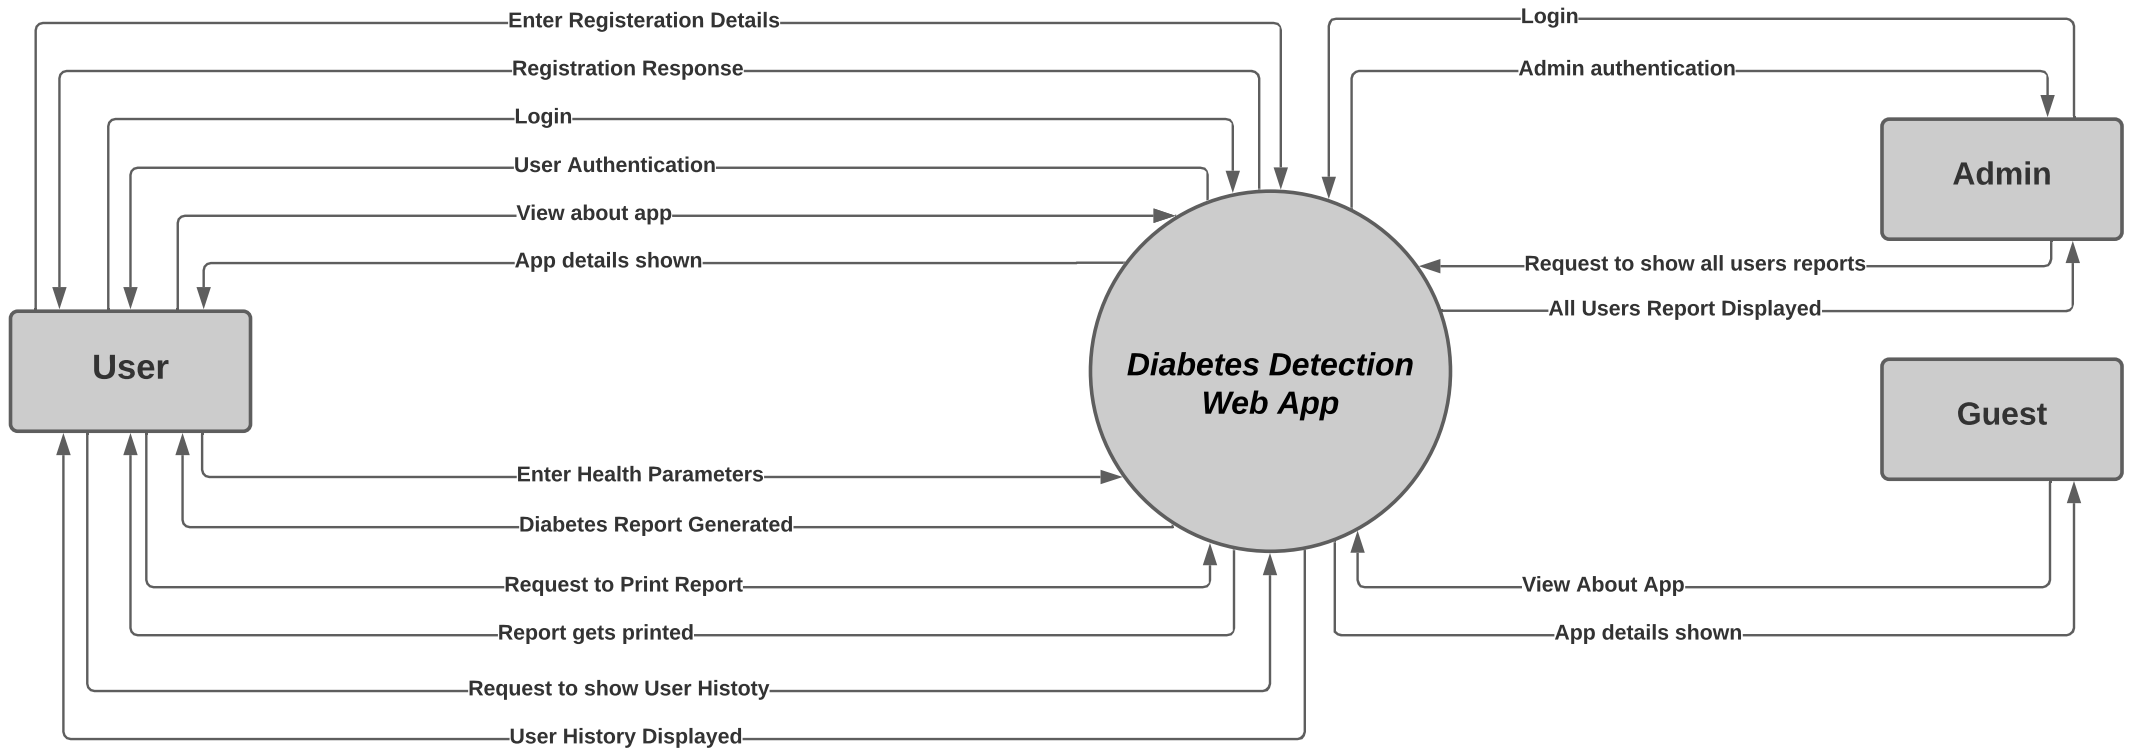 Enter Registeration Details
Registration Response
Login
User Authentication
View about app
App details shown
User
Enter Health Parameters
Diabetes Report Generated
Request to Print Report
Report gets printed
Request to show User Histoty
User History Displayed
Diabetes Detection
Web App
Login
Admin authentication
Admin
Request to show all users reports
All Users Report Displayed
Guest
View About App
App details shown